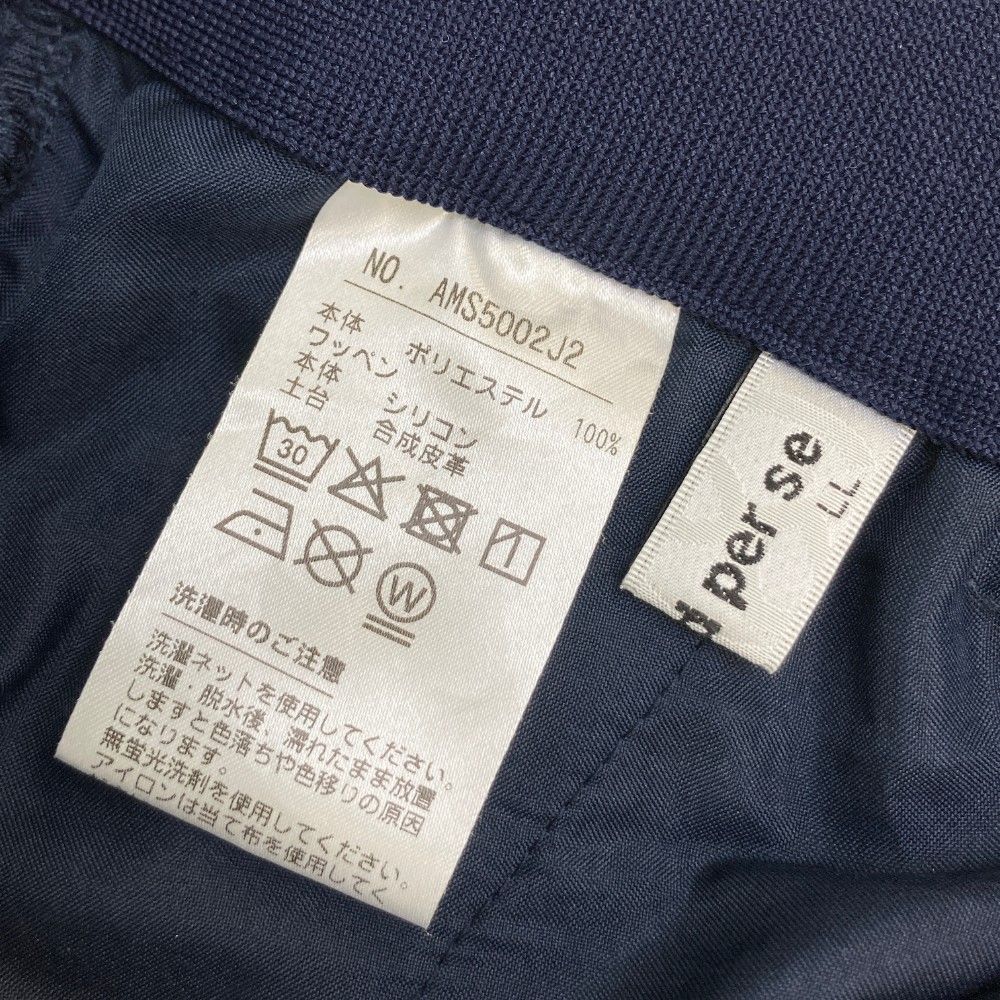 NO. AMS5002J2
本体 ポリエステル 100%
ワッペン
本体 シリコン
土台 合成皮革
30
W
洗濯時のご注意
洗濯ネットを使用してください。
洗濯・脱水後、濡れたまま放置
しますと色落ちや色移りの原因
になります。
無蛍光洗剤を使用してください。
アイロンは当て布を使用してく
per se
LL